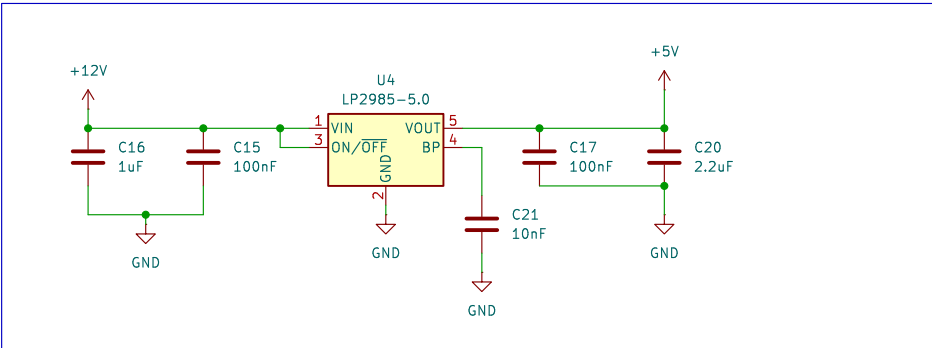 +5V
+12V
U4
LP2985-5.0
1 VIN VOUT 5
3 ON/OFF BP 4
GND
2
C16
1uF
C15
100nF
C17
100nF
C20
2.2uF
C21
10nF
GND
GND
GND
GND